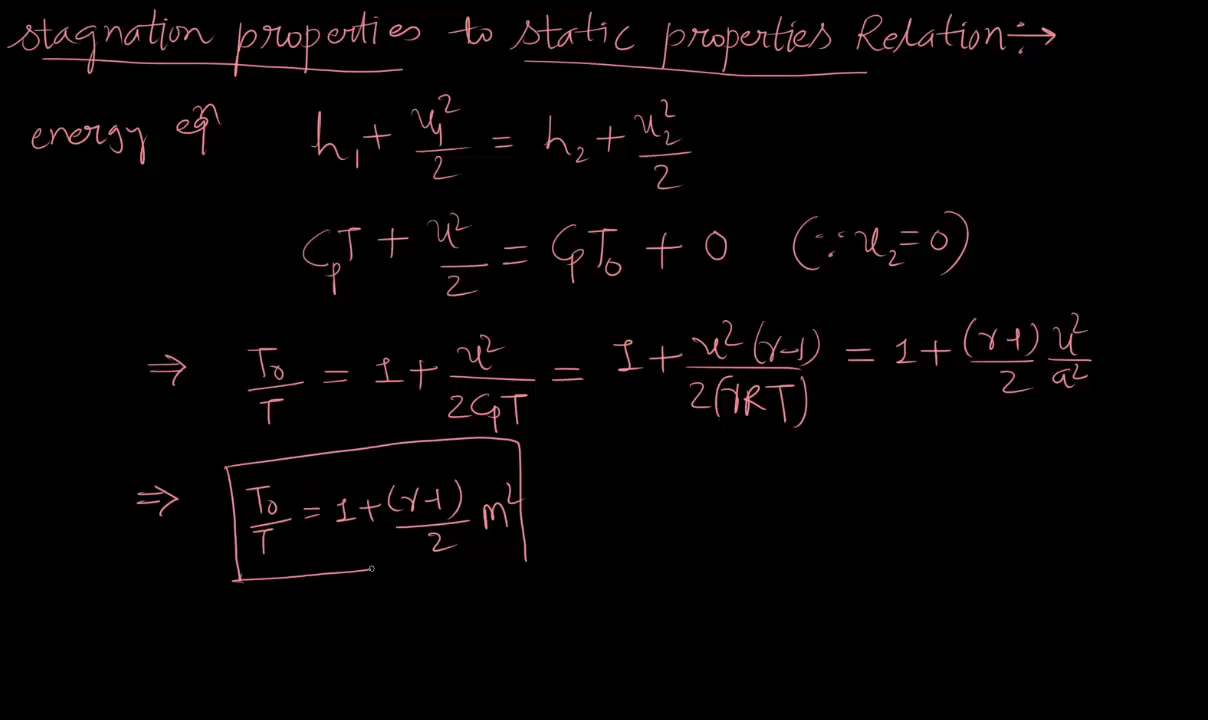 stagnation properties to static properties Relation:→
energy eqn h₁ + u₁²/2 = h₂ + u₂²/2
CpT + u²/2 = CpT₀ + 0 (∵ u₂ = 0)
⇒ T₀/T = 1 + u²/2CpT = 1 + u²(γ-1)/2(γRT) = 1 + (γ-1)/2 u²/a²
⇒ T₀/T = 1 + (γ-1)/2 m²